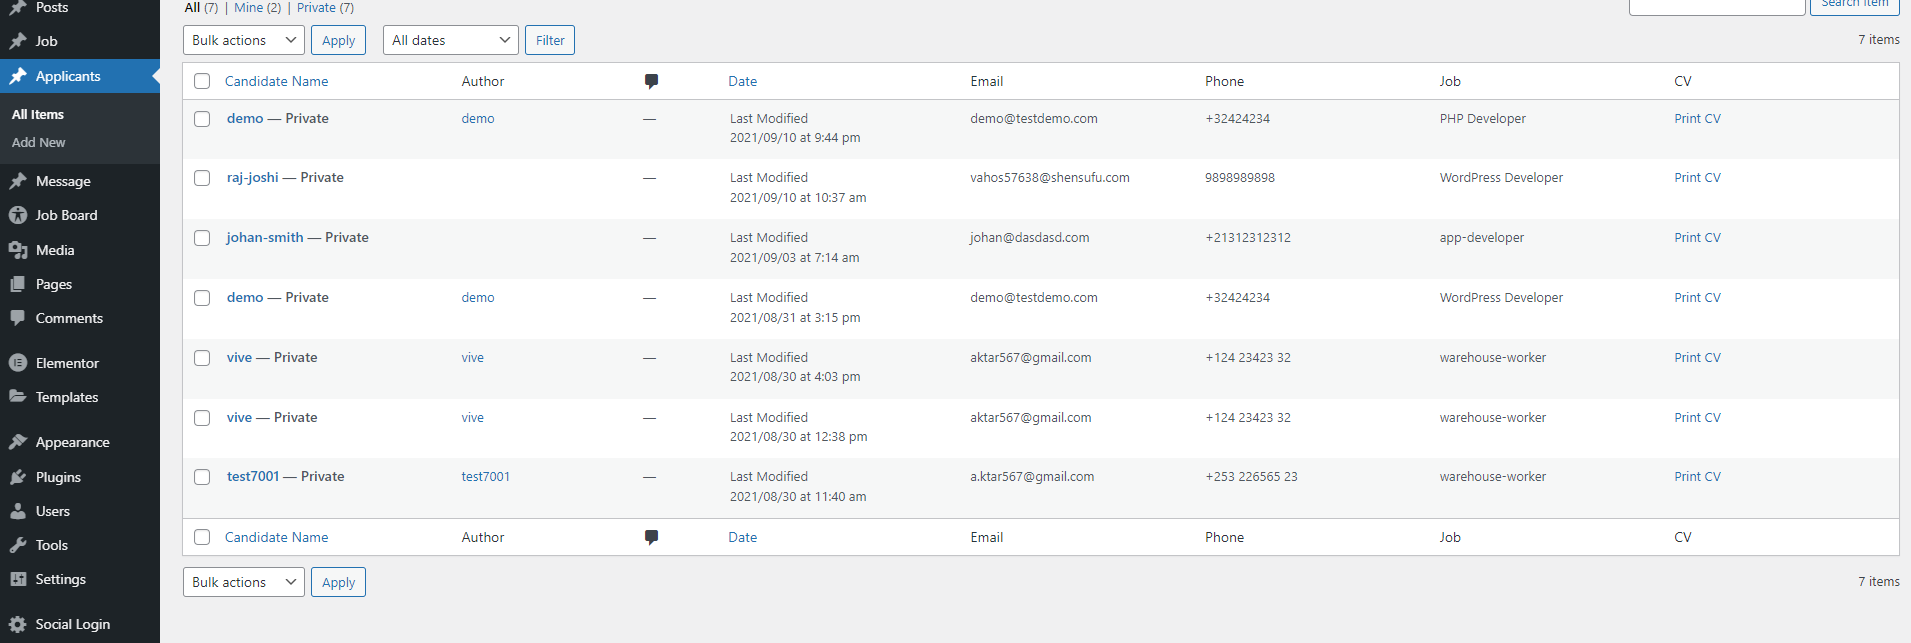 Posts
Job
Applicants
All Items
Add New
Message
Job Board
Media
Pages
Comments
Elementor
Templates
Appearance
Plugins
Users
Tools
Settings
Social Login
All (7) | Mine (2) | Private (7)
Search Item
Bulk actions Apply All dates Filter
7 items
Candidate Name Author Date Email Phone Job CV
demo — Private demo — Last Modified demo@testdemo.com +32424234 PHP Developer Print CV
2021/09/10 at 9:44 pm
raj-joshi — Private — Last Modified vahos57638@shensufu.com 9898989898 WordPress Developer Print CV
2021/09/10 at 10:37 am
johan-smith — Private — Last Modified johan@dasdasd.com +21312312312 app-developer Print CV
2021/09/03 at 7:14 am
demo — Private demo — Last Modified demo@testdemo.com +32424234 WordPress Developer Print CV
2021/08/31 at 3:15 pm
vive — Private vive — Last Modified aktar567@gmail.com +124 23423 32 warehouse-worker Print CV
2021/08/30 at 4:03 pm
vive — Private vive — Last Modified aktar567@gmail.com +124 23423 32 warehouse-worker Print CV
2021/08/30 at 12:38 pm
test7001 — Private test7001 — Last Modified a.ktar567@gmail.com +253 226565 23 warehouse-worker Print CV
2021/08/30 at 11:40 am
Candidate Name Author Date Email Phone Job CV
Bulk actions Apply
7 items